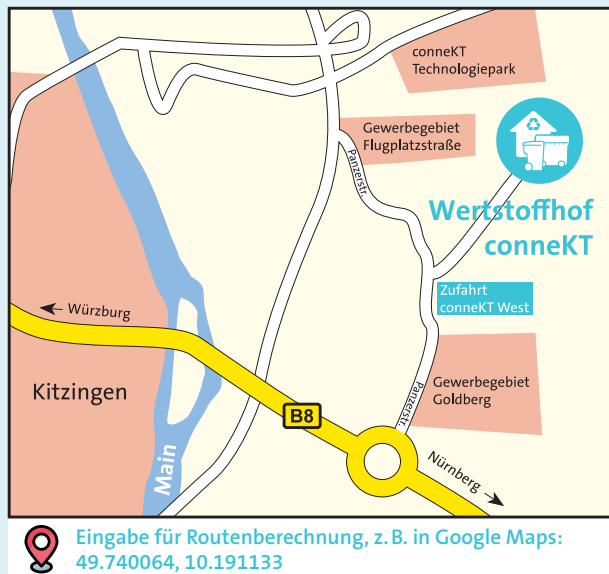 conneKT
Technologiepark
Gewerbegebiet
Flugplatzstraße
Panzerstr.
Wertstoffhof
conneKT
Zufahrt
conneKT West
← Würzburg
Kitzingen
Gewerbegebiet
Goldberg
Panzerstr.
B8
Main
Nürnberg →
Eingabe für Routenberechnung, z. B. in Google Maps:
49.740064, 10.191133